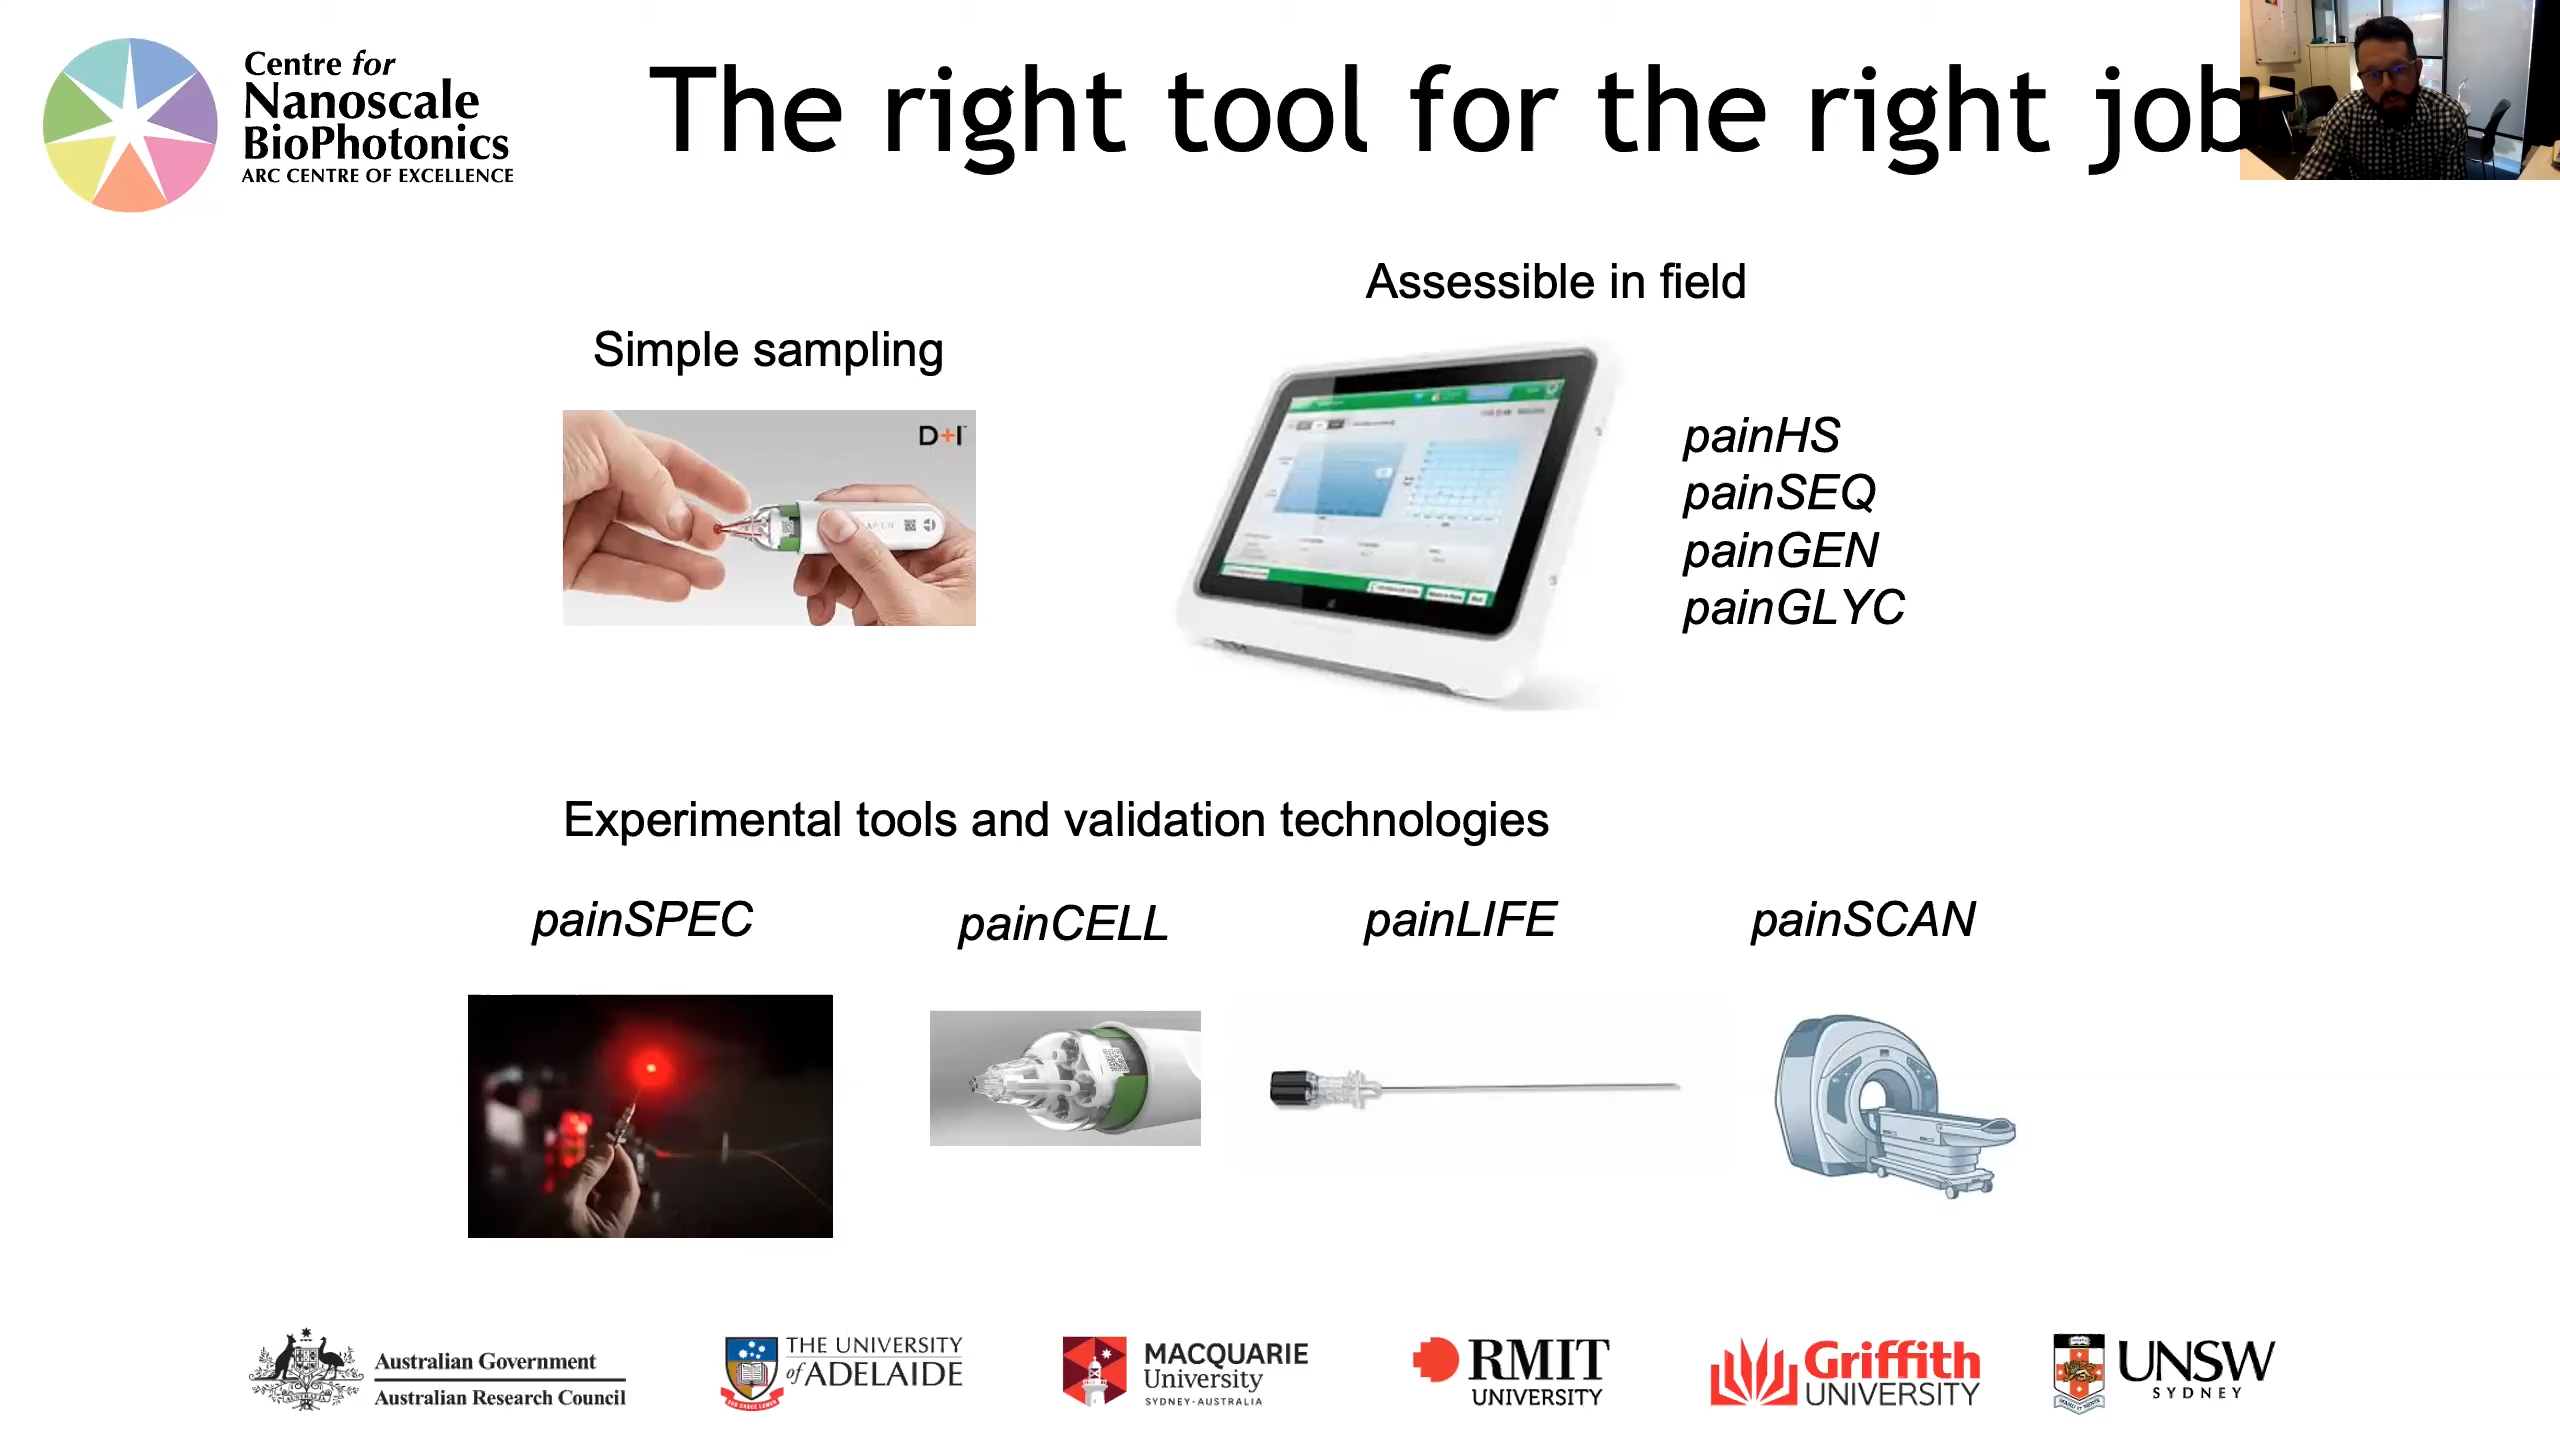 Centre for
Nanoscale
BioPhotonics
ARC CENTRE OF EXCELLENCE
The right tool for the right job
Assessible in field
Simple sampling
D+I
painHS
painSEQ
painGEN
painGLYC
Experimental tools and validation technologies
painSPEC
painCELL
painLIFE
painSCAN
Australian Government
Australian Research Council
THE UNIVERSITY
of ADELAIDE
MACQUARIE
University
SYDNEY·AUSTRALIA
RMIT
UNIVERSITY
Griffith
UNIVERSITY
UNSW
SYDNEY